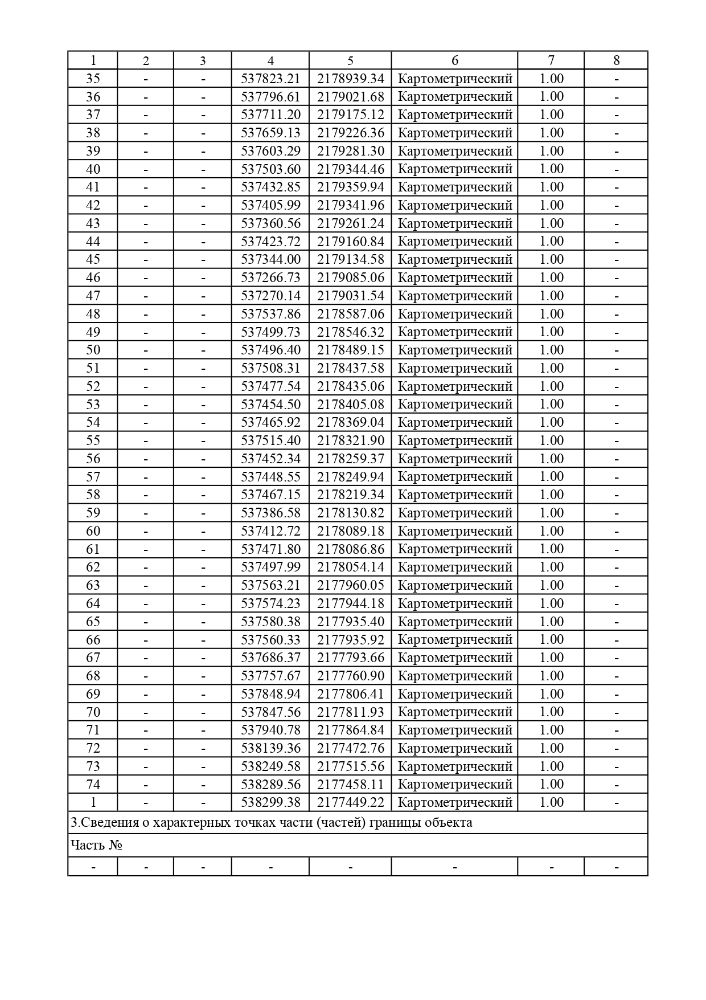 1 2 3 4 5 6 7 8
35 - - 537823.21 2178939.34 Картометрический 1.00 -
36 - - 537796.61 2179021.68 Картометрический 1.00 -
37 - - 537711.20 2179175.12 Картометрический 1.00 -
38 - - 537659.13 2179226.36 Картометрический 1.00 -
39 - - 537603.29 2179281.30 Картометрический 1.00 -
40 - - 537503.60 2179344.46 Картометрический 1.00 -
41 - - 537432.85 2179359.94 Картометрический 1.00 -
42 - - 537405.99 2179341.96 Картометрический 1.00 -
43 - - 537360.56 2179261.24 Картометрический 1.00 -
44 - - 537423.72 2179160.84 Картометрический 1.00 -
45 - - 537344.00 2179134.58 Картометрический 1.00 -
46 - - 537266.73 2179085.06 Картометрический 1.00 -
47 - - 537270.14 2179031.54 Картометрический 1.00 -
48 - - 537537.86 2178587.06 Картометрический 1.00 -
49 - - 537499.73 2178546.32 Картометрический 1.00 -
50 - - 537496.40 2178489.15 Картометрический 1.00 -
51 - - 537508.31 2178437.58 Картометрический 1.00 -
52 - - 537477.54 2178435.06 Картометрический 1.00 -
53 - - 537454.50 2178405.08 Картометрический 1.00 -
54 - - 537465.92 2178369.04 Картометрический 1.00 -
55 - - 537515.40 2178321.90 Картометрический 1.00 -
56 - - 537452.34 2178259.37 Картометрический 1.00 -
57 - - 537448.55 2178249.94 Картометрический 1.00 -
58 - - 537467.15 2178219.34 Картометрический 1.00 -
59 - - 537386.58 2178130.82 Картометрический 1.00 -
60 - - 537412.72 2178089.18 Картометрический 1.00 -
61 - - 537471.80 2178086.86 Картометрический 1.00 -
62 - - 537497.99 2178054.14 Картометрический 1.00 -
63 - - 537563.21 2177960.05 Картометрический 1.00 -
64 - - 537574.23 2177944.18 Картометрический 1.00 -
65 - - 537580.38 2177935.40 Картометрический 1.00 -
66 - - 537560.33 2177935.92 Картометрический 1.00 -
67 - - 537686.37 2177793.66 Картометрический 1.00 -
68 - - 537757.67 2177760.90 Картометрический 1.00 -
69 - - 537848.94 2177806.41 Картометрический 1.00 -
70 - - 537847.56 2177811.93 Картометрический 1.00 -
71 - - 537940.78 2177864.84 Картометрический 1.00 -
72 - - 538139.36 2177472.76 Картометрический 1.00 -
73 - - 538249.58 2177515.56 Картометрический 1.00 -
74 - - 538289.56 2177458.11 Картометрический 1.00 -
1 - - 538299.38 2177449.22 Картометрический 1.00 -
3.Сведения о характерных точках части (частей) границы объекта
Часть №
- - - - - - - -